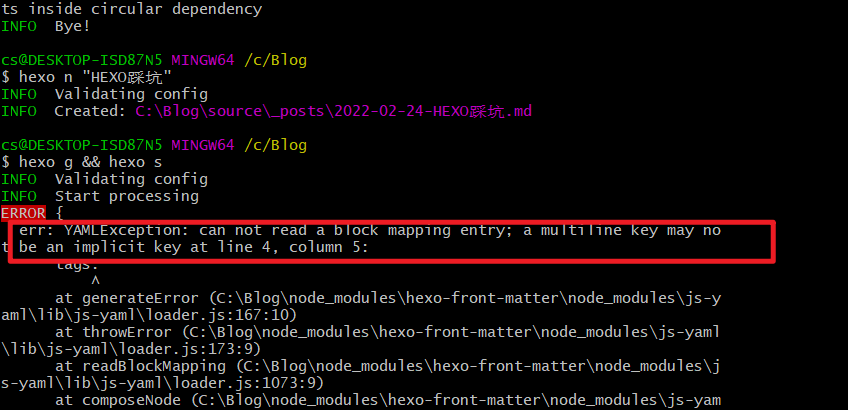 ts inside circular dependency
INFO  Bye!
cs@DESKTOP-ISD87N5 MINGW64 /c/Blog
$ hexo n "HEXO踩坑"
INFO  Validating config
INFO  Created: C:\Blog\source\_posts\2022-02-24-HEXO踩坑.md
cs@DESKTOP-ISD87N5 MINGW64 /c/Blog
$ hexo g && hexo s
INFO  Validating config
INFO  Start processing
ERROR {
err: YAMLException: can not read a block mapping entry; a multiline key may no
t be an implicit key at line 4, column 5:
tags:
^
at generateError (C:\Blog\node_modules\hexo-front-matter\node_modules\js-y
aml\lib\js-yaml\loader.js:167:10)
at throwError (C:\Blog\node_modules\hexo-front-matter\node_modules\js-yaml
\lib\js-yaml\loader.js:173:9)
at readBlockMapping (C:\Blog\node_modules\hexo-front-matter\node_modules\j
s-yaml\lib\js-yaml\loader.js:1073:9)
at composeNode (C:\Blog\node_modules\hexo-front-matter\node_modules\js-yam